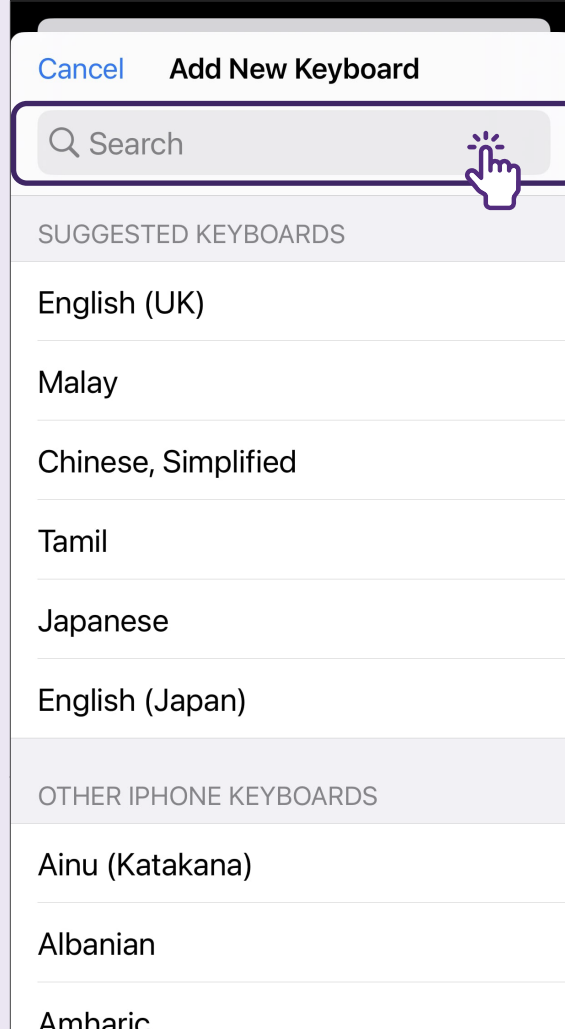 Cancel Add New Keyboard
Search
SUGGESTED KEYBOARDS
English (UK)
Malay
Chinese, Simplified
Tamil
Japanese
English (Japan)
OTHER IPHONE KEYBOARDS
Ainu (Katakana)
Albanian
Amharic